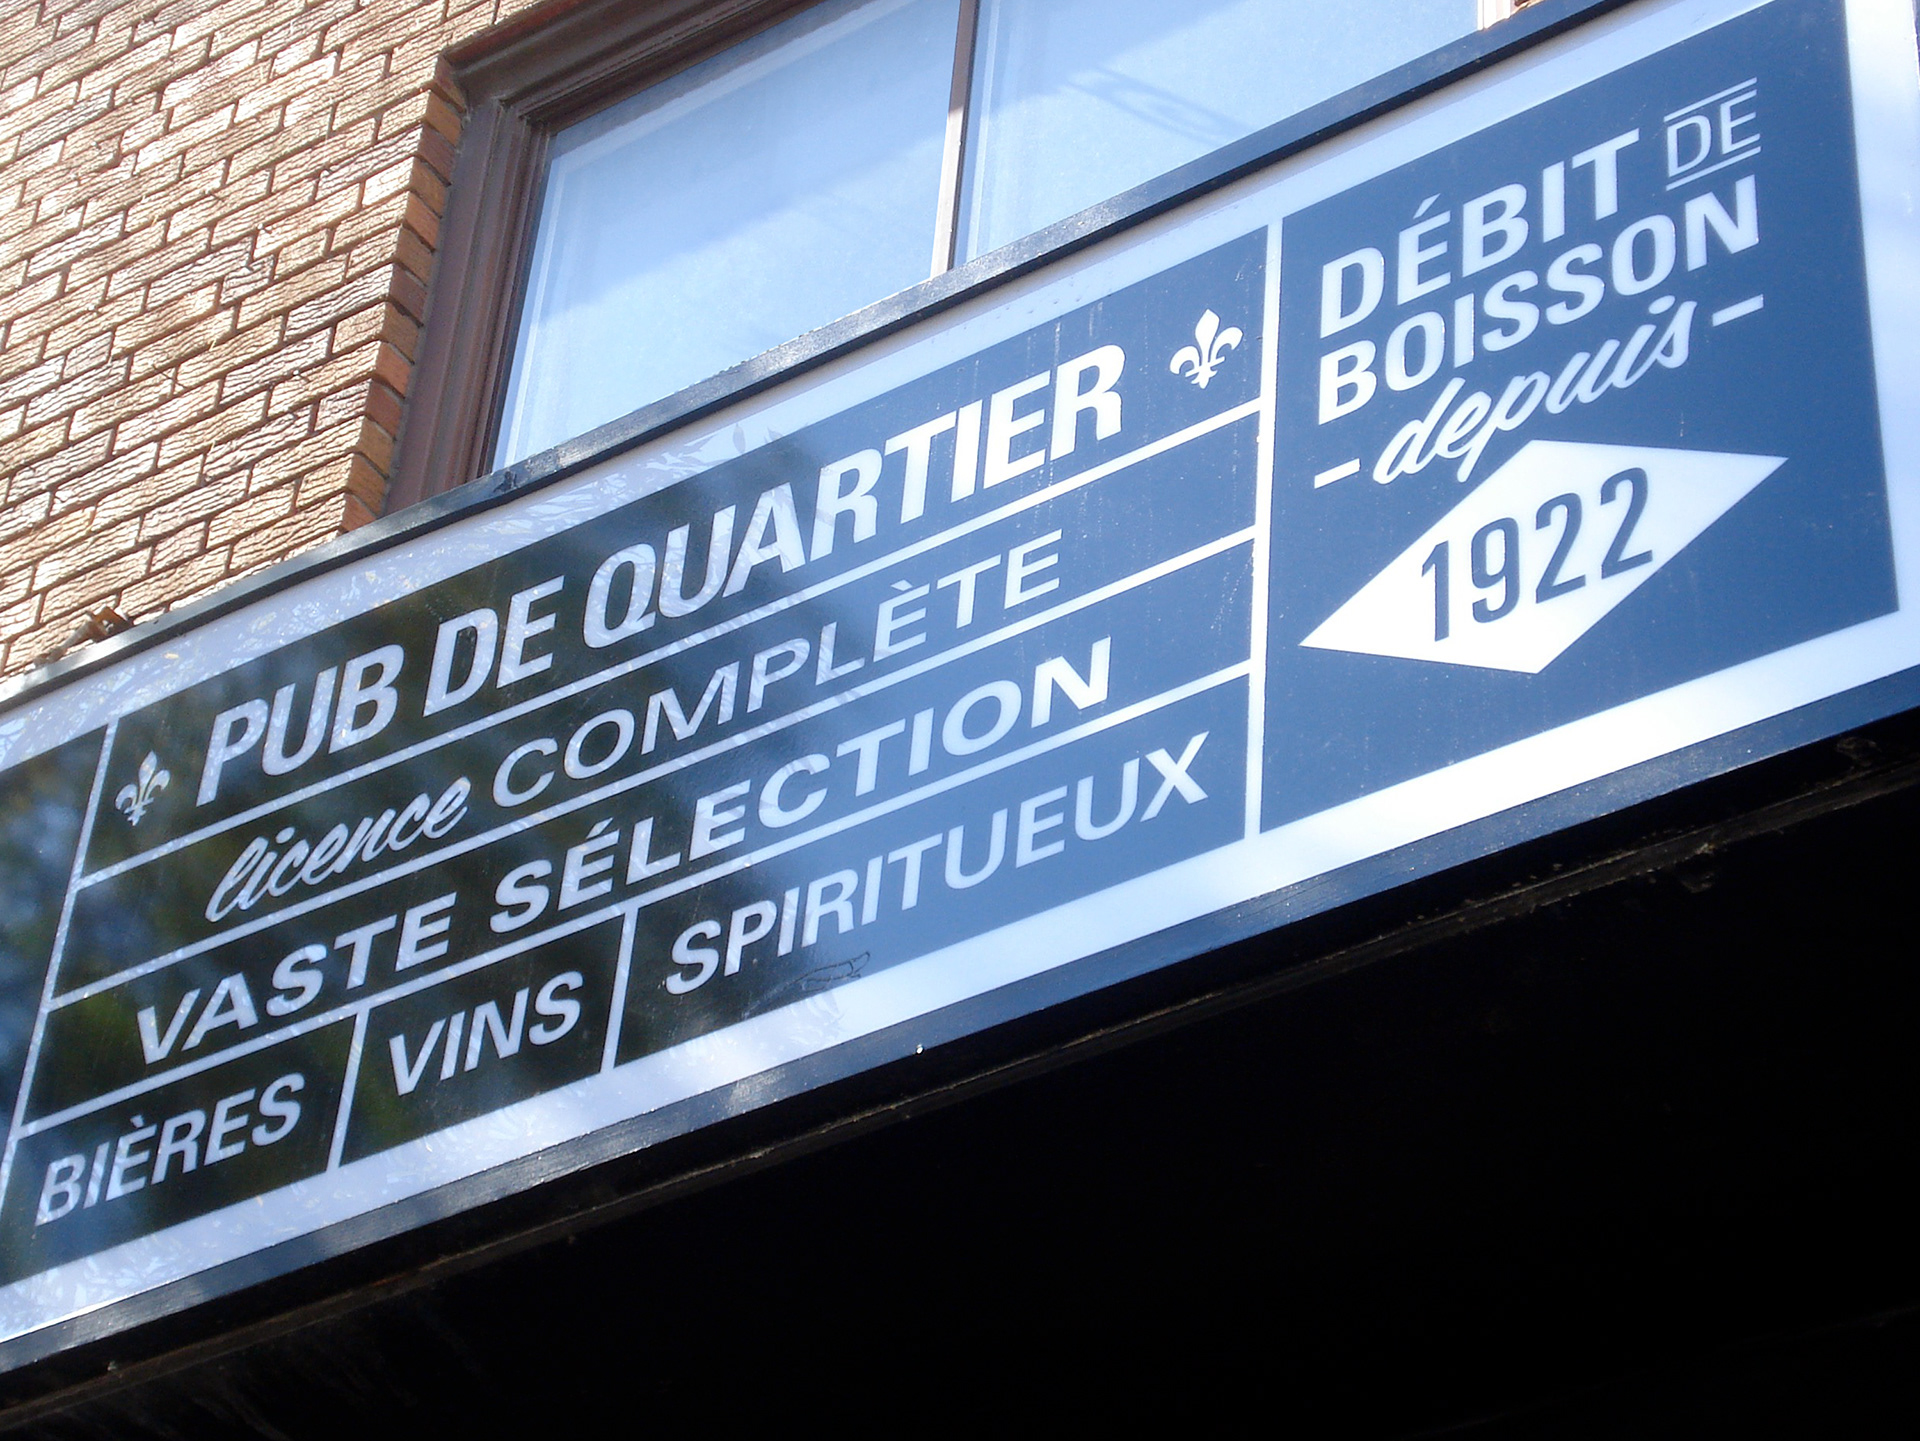 PUB DE QUARTIER
licence COMPLÈTE
VASTE SÉLECTION
BIÈRES VINS SPIRITUEUX
DÉBIT DE
BOISSON
- depuis -
1922